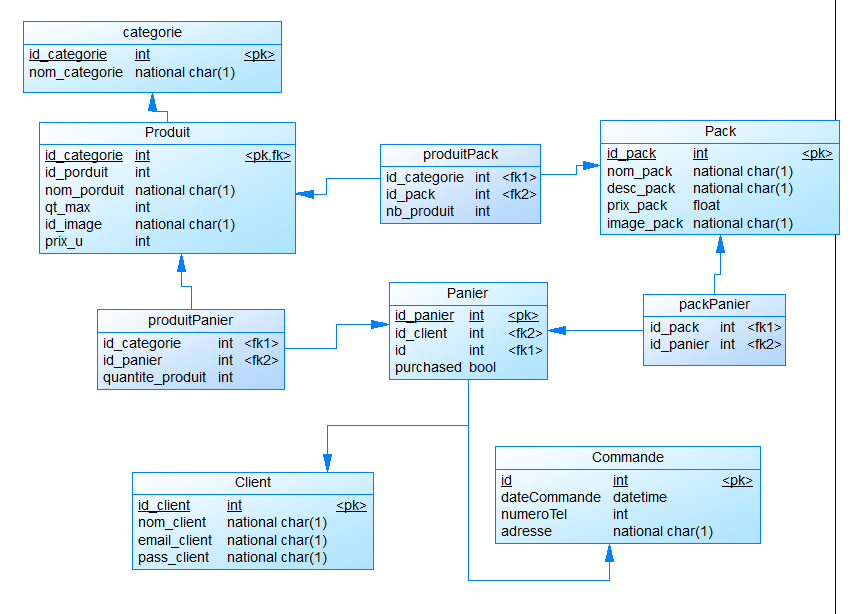 categorie
id_categorie int <pk>
nom_categorie national char(1)
Produit
id_categorie int <pk,fk>
id_porduit int
nom_porduit national char(1)
qt_max int
id_image national char(1)
prix_u int
produitPack
id_categorie int <fk1>
id_pack int <fk2>
nb_produit int
Pack
id_pack int <pk>
nom_pack national char(1)
desc_pack national char(1)
prix_pack float
image_pack national char(1)
produitPanier
id_categorie int <fk1>
id_panier int <fk2>
quantite_produit int
Panier
id_panier int <pk>
id_client int <fk2>
id int <fk1>
purchased bool
packPanier
id_pack int <fk1>
id_panier int <fk2>
Client
id_client int <pk>
nom_client national char(1)
email_client national char(1)
pass_client national char(1)
Commande
id int <pk>
dateCommande datetime
numeroTel int
adresse national char(1)